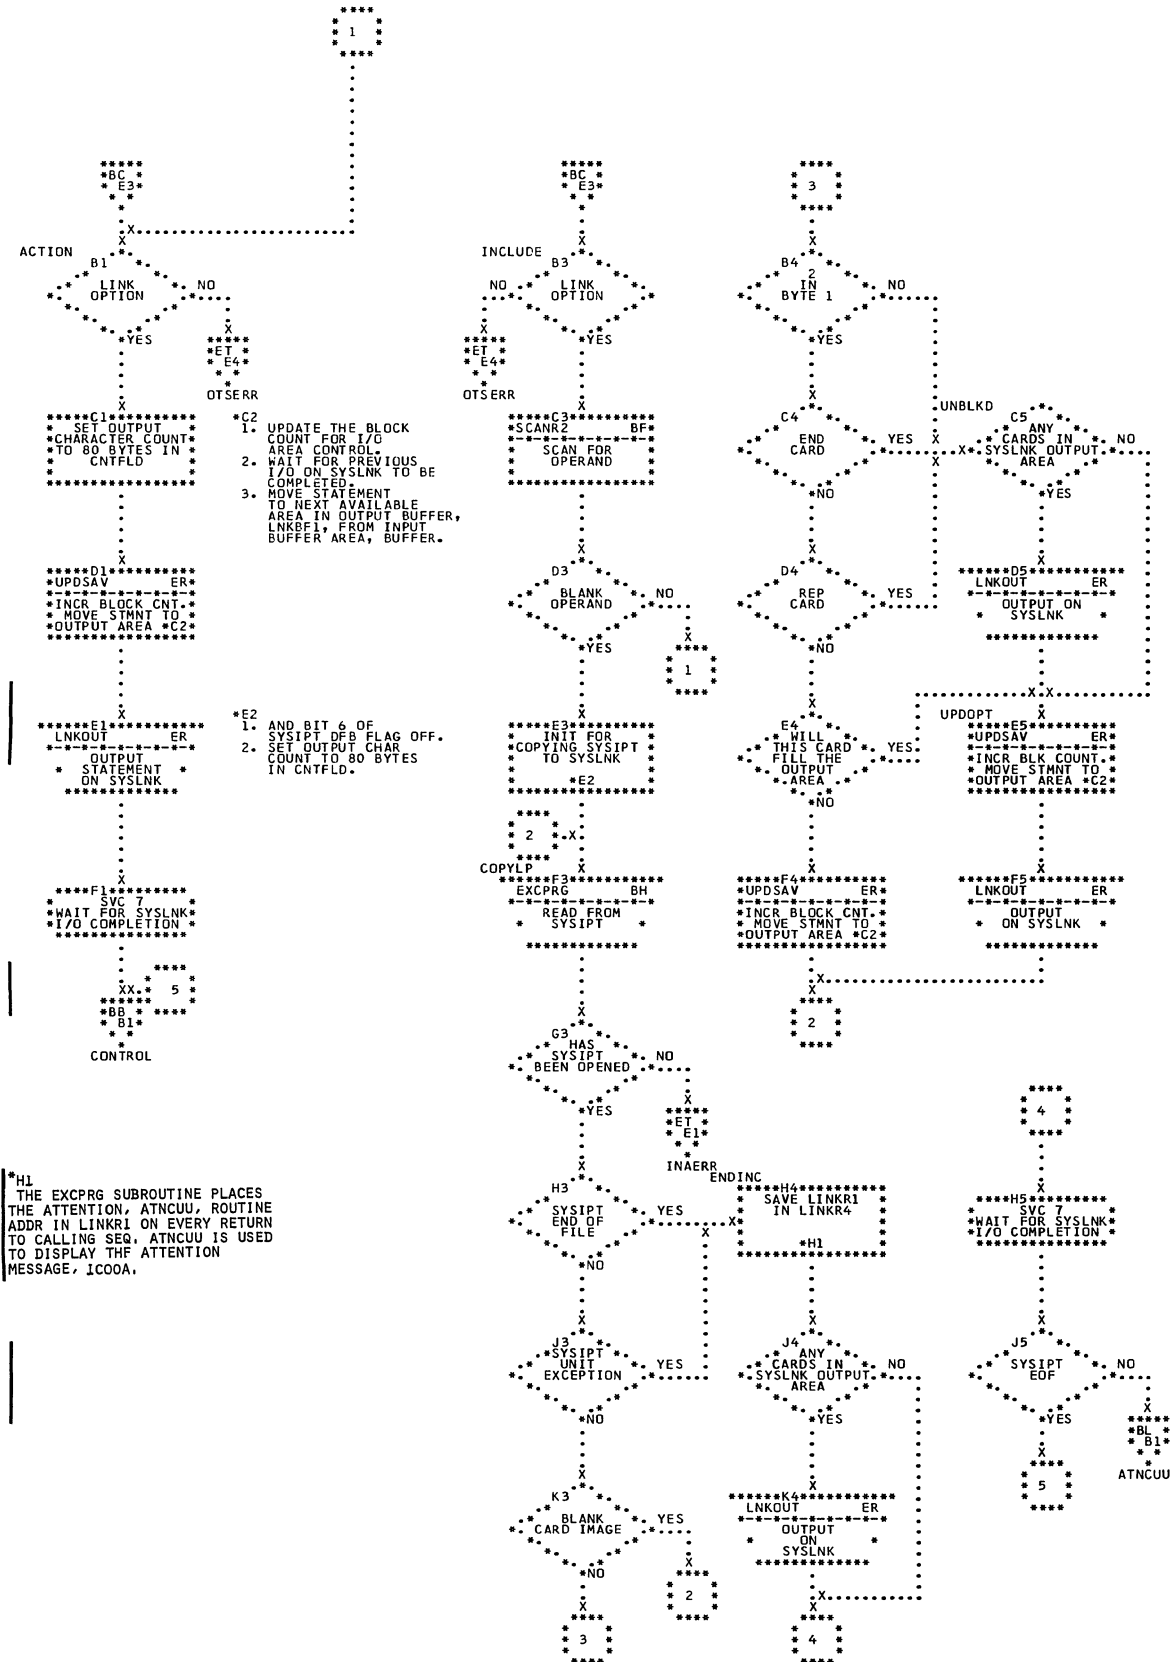 1
BC
E3
ACTION
B1
LINK
OPTION
NO
YES
ET
E4
OTSERR
C1
SET OUTPUT
CHARACTER COUNT
TO 80 BYTES IN
CNTFLD
*C2
1. UPDATE THE BLOCK
COUNT FOR I/O
AREA CONTROL.
2. WAIT FOR PREVIOUS
I/O ON SYSLNK TO BE
COMPLETED.
3. MOVE STATEMENT
TO NEXT AVAILABLE
AREA IN OUTPUT BUFFER,
LNKBF1, FROM INPUT
BUFFER AREA, BUFFER.
D1
UPDSAV ER
INCR BLOCK CNT.
MOVE STMNT TO
OUTPUT AREA *C2
E1
LNKOUT ER
OUTPUT
STATEMENT
ON SYSLNK
*E2
1. AND BIT 6 OF
SYSIPT DFB FLAG OFF.
2. SET OUTPUT CHAR
COUNT TO 80 BYTES
IN CNTFLD.
F1
SVC 7
WAIT FOR SYSLNK
I/O COMPLETION
5
BB
B1
CONTROL
*H1
THE EXCPRG SUBROUTINE PLACES
THE ATTENTION, ATNCUU, ROUTINE
ADDR IN LINKR1 ON EVERY RETURN
TO CALLING SEQ. ATNCUU IS USED
TO DISPLAY THF ATTENTION
MESSAGE, 1C00A.
BC
E3
INCLUDE
B3
NO
LINK
OPTION
YES
ET
E4
OTSERR
C3
SCANR2 BF
SCAN FOR
OPERAND
D3
BLANK
OPERAND
NO
YES
1
E3
INIT FOR
COPYING SYSIPT
TO SYSLNK
*E2
2
COPYLP
F3
EXCPRG BH
READ FROM
SYSIPT
G3
HAS
SYSIPT
BEEN OPENED
NO
YES
ET
E1
INAERR
H3
SYSIPT
END OF
FILE
YES
NO
J3
SYSIPT
UNIT
EXCEPTION
YES
NO
K3
BLANK
CARD IMAGE
YES
NO
2
3
3
B4
2
IN
BYTE 1
NO
YES
C4
END
CARD
YES
NO
D4
REP
CARD
YES
NO
E4
WILL
THIS CARD
FILL THE
OUTPUT
AREA
YES
NO
F4
UPDSAV ER
INCR BLOCK CNT.
MOVE STMNT TO
OUTPUT AREA *C2
2
ENDINC
H4
SAVE LINKR1
IN LINKR4
*H1
J4
ANY
CARDS IN
SYSLNK OUTPUT
AREA
NO
YES
K4
LNKOUT ER
OUTPUT
ON
SYSLNK
4
UNBLKD
C5
ANY
CARDS IN
SYSLNK OUTPUT
AREA
NO
YES
D5
LNKOUT ER
OUTPUT ON
SYSLNK
UPDOPT
E5
UPDSAV ER
INCR BLK COUNT.
MOVE STMNT TO
OUTPUT AREA *C2
F5
LNKOUT ER
OUTPUT
ON SYSLNK
4
H5
SVC 7
WAIT FOR SYSLNK
I/O COMPLETION
J5
SYSIPT
EOF
NO
YES
BL
B1
ATNCUU
5